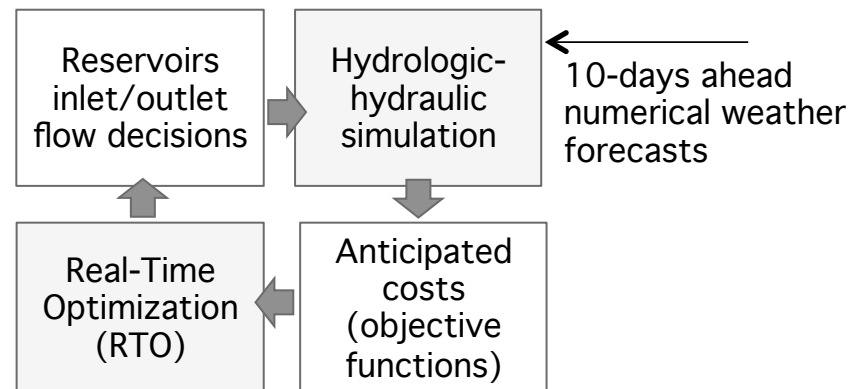 Reservoirs
inlet/outlet
flow decisions
Hydrologic-
hydraulic
simulation
10-days ahead
numerical weather
forecasts
Real-Time
Optimization
(RTO)
Anticipated
costs
(objective
functions)